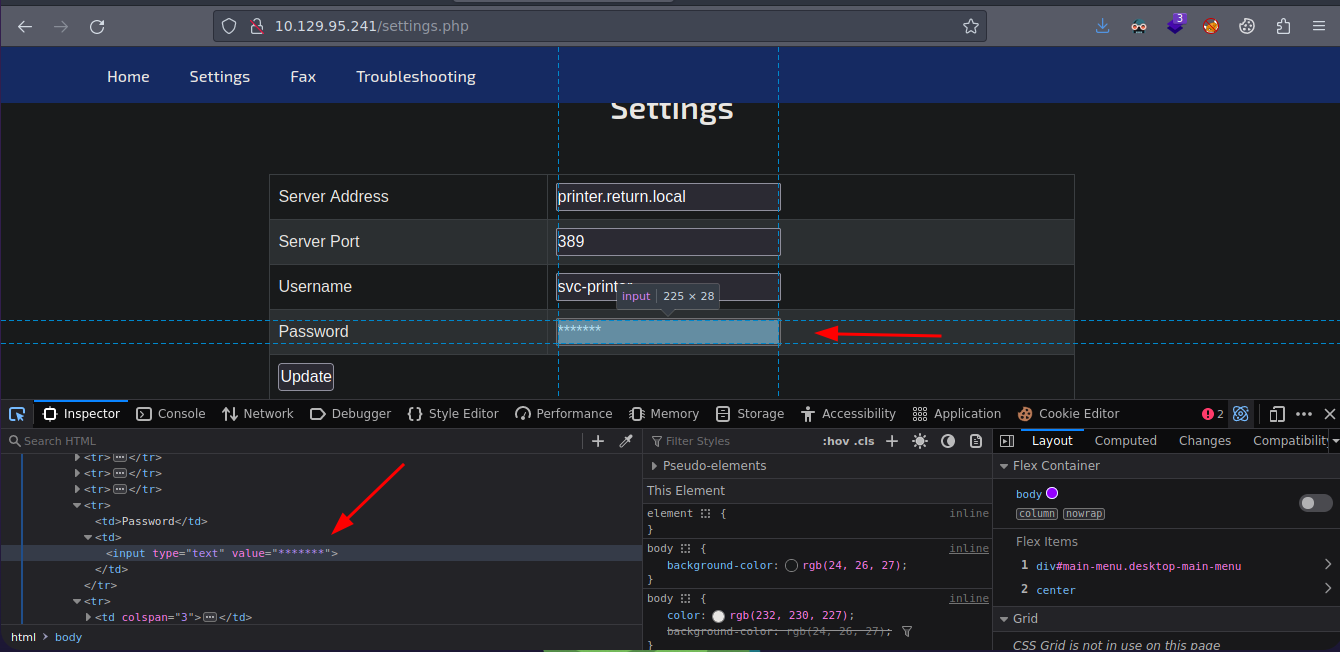 10.129.95.241/settings.php
3
Home Settings Fax Troubleshooting
Settings
Server Address printer.return.local
Server Port 389
Username svc-printer
input 225 × 28
Password *******
Update
Inspector Console Network Debugger Style Editor Performance Memory Storage Accessibility Application Cookie Editor 2
Search HTML
Filter Styles :hov .cls
Layout Computed Changes Compatibility
<tr></tr>
<tr></tr>
<tr></tr>
<tr>
<td>Password</td>
<td>
<input type="text" value="*******">
</td>
</tr>
<tr>
<td colspan="3"></td>
html body
Pseudo-elements
This Element
element { inline
}
body { inline
background-color: rgb(24, 26, 27);
}
body { inline
color: rgb(232, 230, 227);
background-color: rgb(24, 26, 27);
}
Flex Container
body
column nowrap
Flex Items
1 div#main-menu.desktop-main-menu
2 center
Grid
CSS Grid is not in use on this page